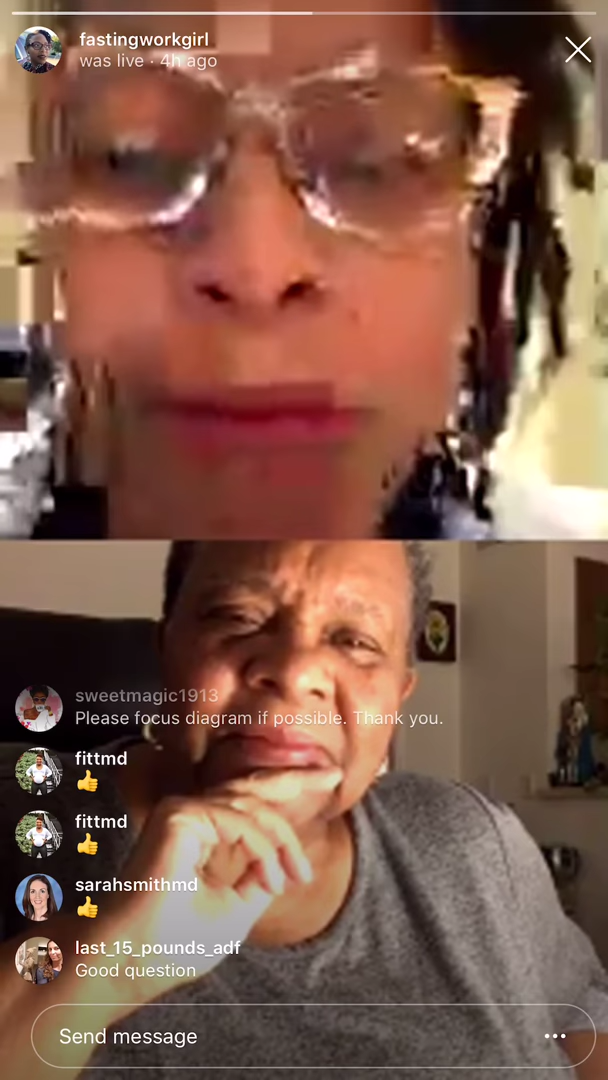 fastingworkgirl
was live · 4h ago
sweetmagic1913
Please focus diagram if possible. Thank you.
fittmd
👍
fittmd
👍
sarahsmithmd
👍
last_15_pounds_adf
Good question
Send message